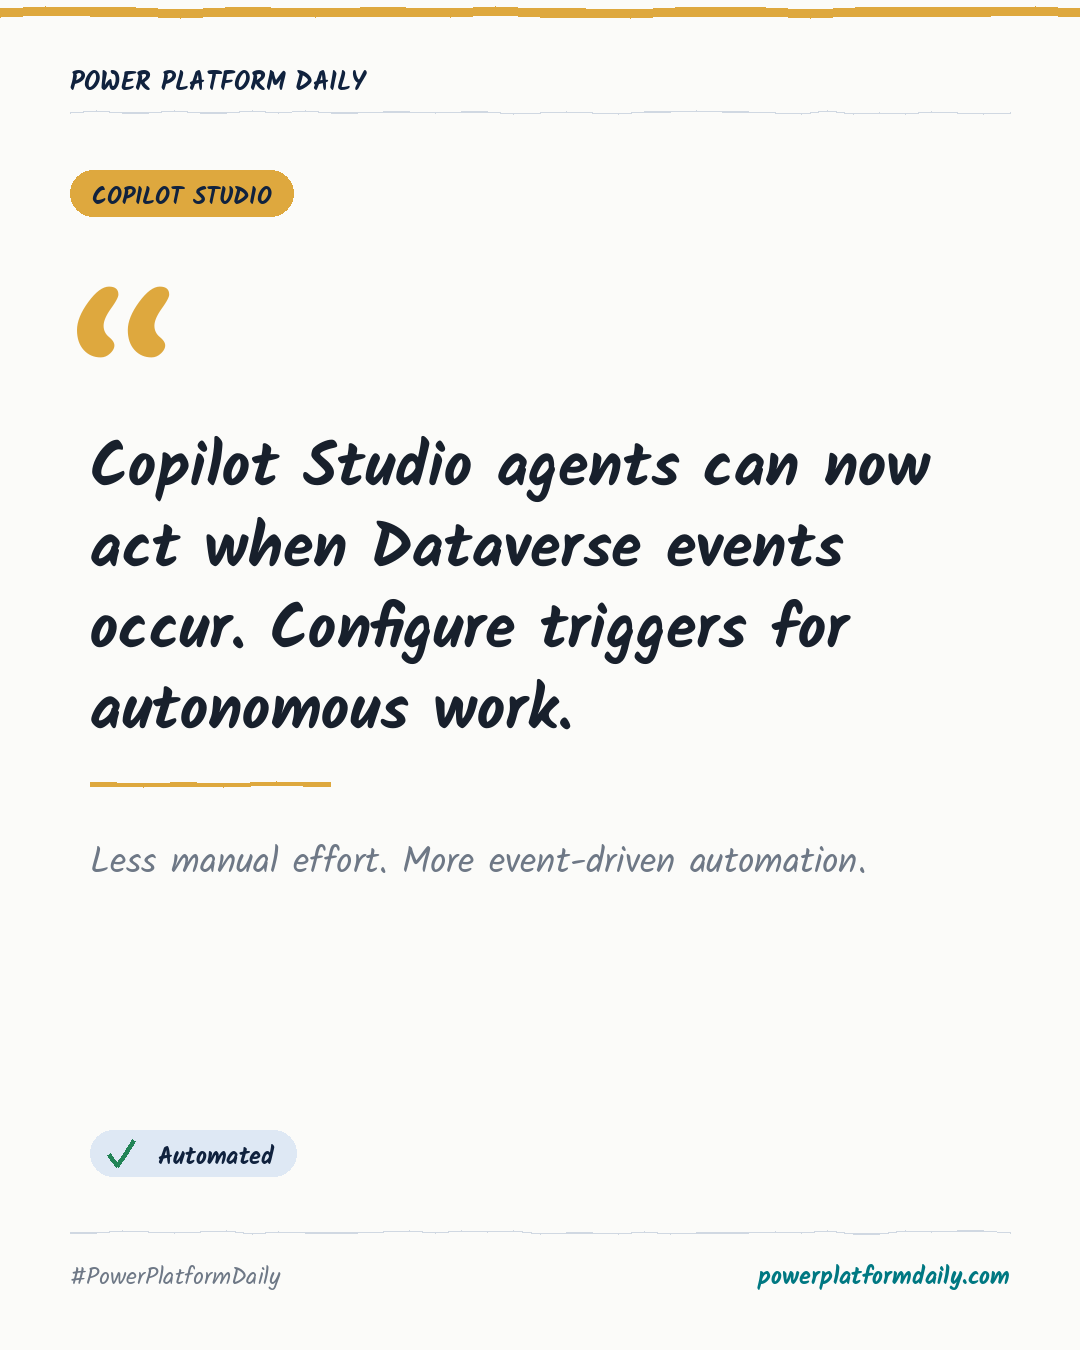 POWER PLATFORM DAILY
COPILOT STUDIO
“
Copilot Studio agents can now
act when Dataverse events
occur. Configure triggers for
autonomous work.
Less manual effort. More event-driven automation.
✓ Automated
#PowerPlatformDaily
powerplatformdaily.com